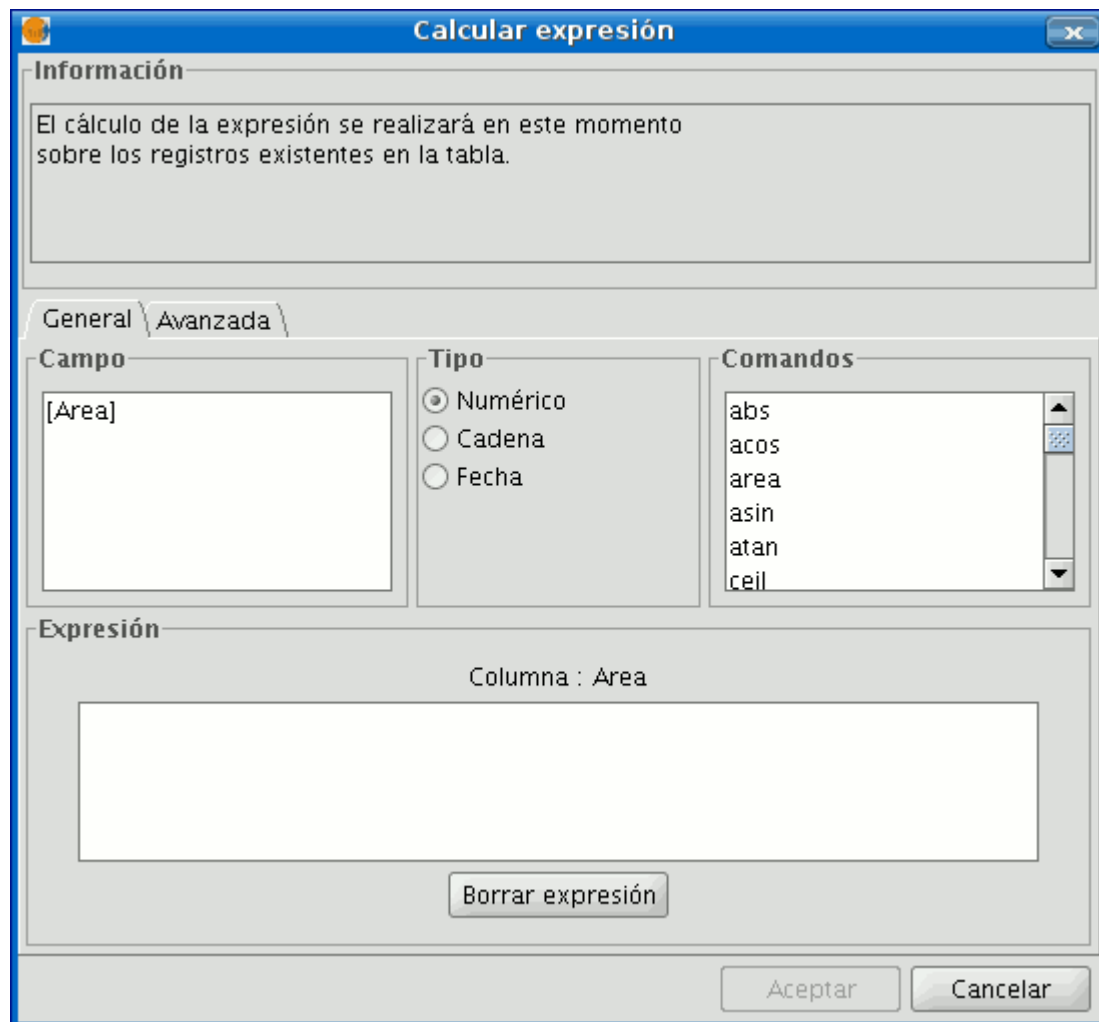 Calcular expresión
Información
El cálculo de la expresión se realizará en este momento
sobre los registros existentes en la tabla.
General
Avanzada
Campo
[Area]
Tipo
Numérico
Cadena
Fecha
Comandos
abs
acos
area
asin
atan
ceil
Expresión
Columna : Area
Borrar expresión
Aceptar
Cancelar